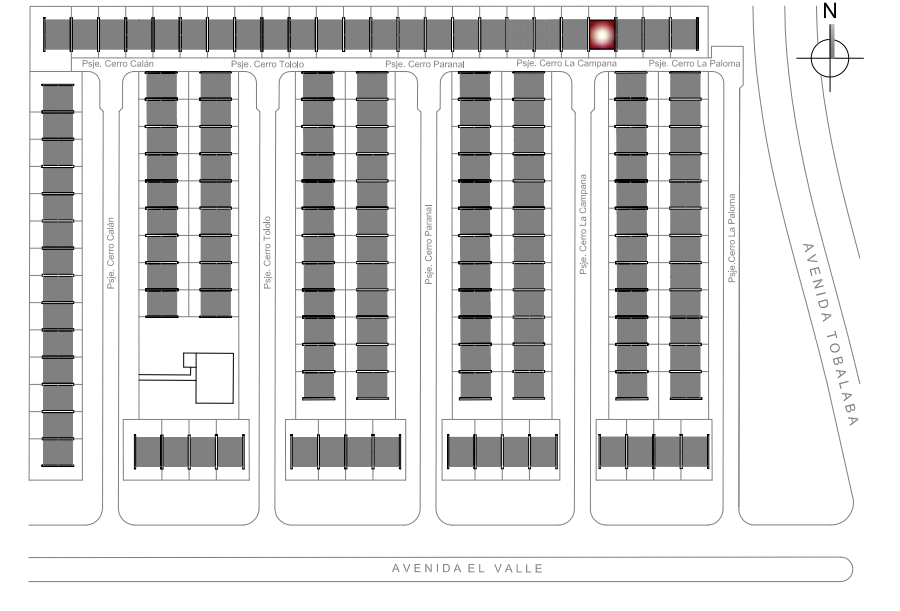 N
Psje. Cerro Calán
Psje. Cerro Tololo
Psje. Cerro Paranal
Psje. Cerro La Campana
Psje. Cerro La Paloma
Psje. Cerro Calán
Psje. Cerro Tololo
Psje. Cerro Paranal
Psje. Cerro La Campana
Psje.Cerro La Paloma
AVENIDA TOBALABA
AVENIDA EL VALLE